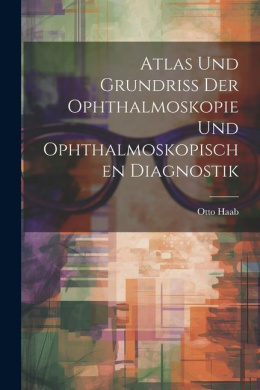 Atlas Und
Grundriss Der
Ophthalmoskopie
Und
Ophthalmoskopisch
en Diagnostik
Otto Haab